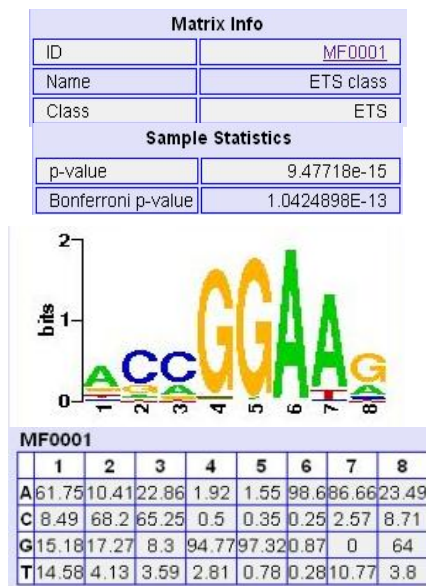 Matrix Info
ID MF0001
Name ETS class
Class ETS
Sample Statistics
p-value 9.47718e-15
Bonferroni p-value 1.0424898E-13
2
bits
1
0
ACCGGAAG
1 2 3 4 5 6 7 8
MF0001
1 2 3 4 5 6 7 8
A 61.75 10.41 22.86 1.92 1.55 98.6 86.66 23.49
C 8.49 68.2 65.25 0.5 0.35 0.25 2.57 8.71
G 15.18 17.27 8.3 94.77 97.32 0.87 0 64
T 14.58 4.13 3.59 2.81 0.78 0.28 10.77 3.8